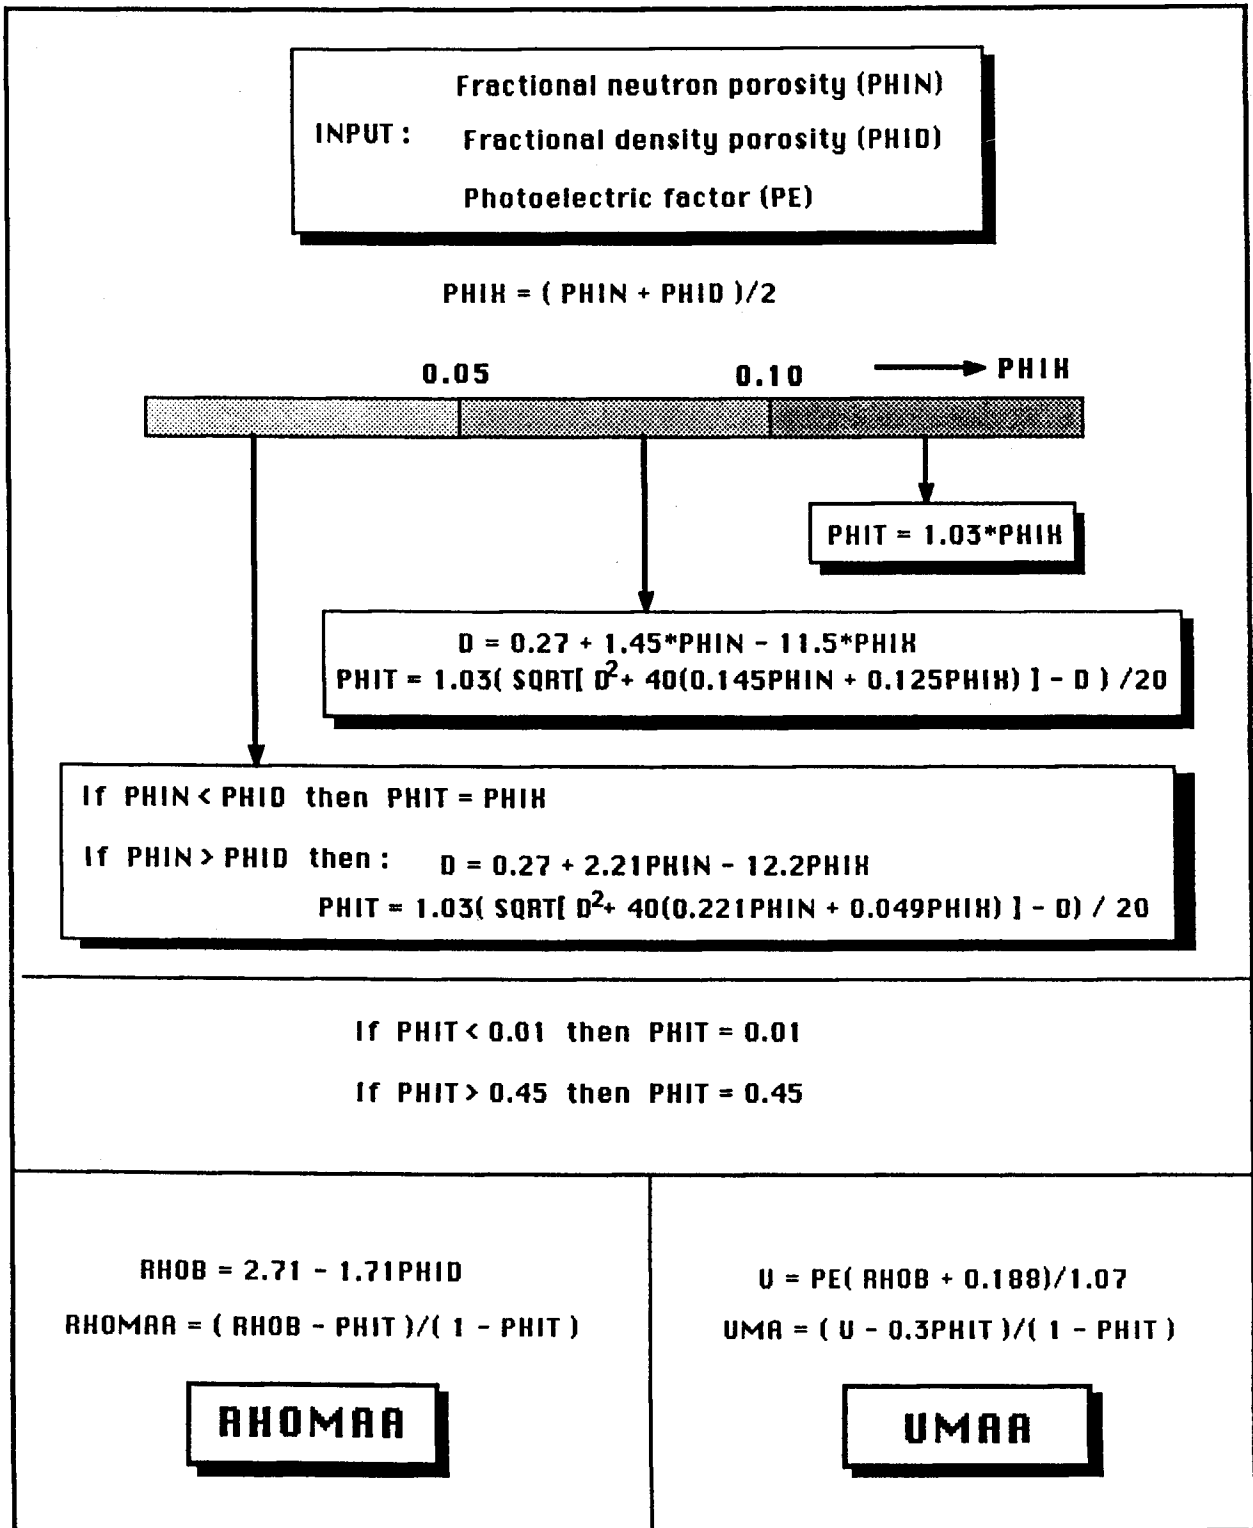 Fractional neutron porosity (PHIN)
INPUT : Fractional density porosity (PHID)
Photoelectric factor (PE)
PHIX = ( PHIN + PHID )/2
0.05 0.10 PHIX
PHIT = 1.03*PHIX
D = 0.27 + 1.45*PHIN - 11.5*PHIX
PHIT = 1.03( SQRT[ D²+ 40(0.145PHIN + 0.125PHIX) ] - D ) /20
If PHIN < PHID then PHIT = PHIX
If PHIN > PHID then : D = 0.27 + 2.21PHIN - 12.2PHIX
PHIT = 1.03( SQRT[ D²+ 40(0.221PHIN + 0.049PHIX) ] - D) / 20
If PHIT < 0.01 then PHIT = 0.01
If PHIT > 0.45 then PHIT = 0.45
RHOB = 2.71 - 1.71PHID
RHOMAA = ( RHOB - PHIT )/( 1 - PHIT )
RHOMAA
U = PE( RHOB + 0.188)/1.07
UMA = ( U - 0.3PHIT )/( 1 - PHIT )
UMAA